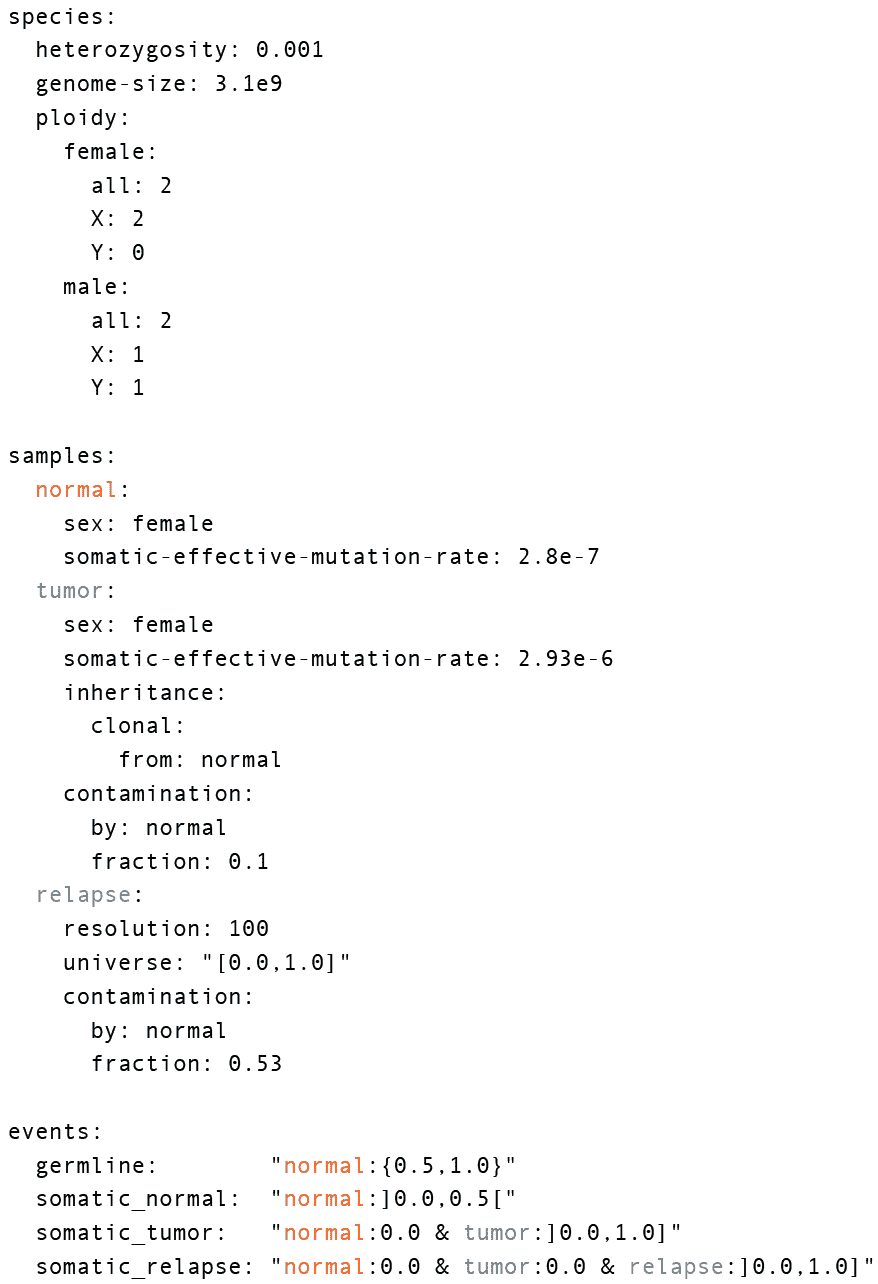 species:
  heterozygosity: 0.001
  genome-size: 3.1e9
  ploidy:
    female:
      all: 2
      X: 2
      Y: 0
    male:
      all: 2
      X: 1
      Y: 1

samples:
  normal:
    sex: female
    somatic-effective-mutation-rate: 2.8e-7
  tumor:
    sex: female
    somatic-effective-mutation-rate: 2.93e-6
    inheritance:
      clonal:
        from: normal
    contamination:
      by: normal
      fraction: 0.1
  relapse:
    resolution: 100
    universe: "[0.0,1.0]"
    contamination:
      by: normal
      fraction: 0.53

events:
  germline:        "normal:{0.5,1.0}"
  somatic_normal:  "normal:]0.0,0.5["
  somatic_tumor:   "normal:0.0 & tumor:]0.0,1.0]"
  somatic_relapse: "normal:0.0 & tumor:0.0 & relapse:]0.0,1.0]"